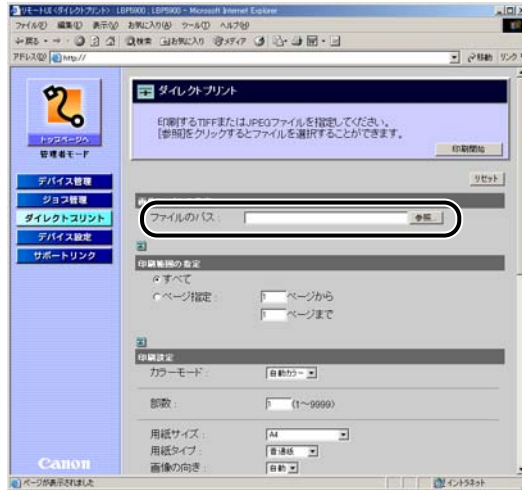 リモートUI <ダイレクトプリント> : LBP5900 ; LBP5900 - Microsoft Internet Explorer
ファイル(F) 編集(E) 表示(V) お気に入り(A) ツール(T) ヘルプ(H)
戻る 検索 お気に入り メディア
アドレス(D) http:// 移動 リンク
ダイレクトプリント
印刷するTIFFまたはJPEGファイルを指定してください。
[参照]をクリックするとファイルを選択することができます。
印刷開始
トップページへ
管理者モード
デバイス管理
ジョブ管理
ダイレクトプリント
デバイス設定
サポートリンク
Canon
リセット
ファイルのパス : 参照...
印刷範囲の指定
すべて
ページ指定 : 1 ページから
1 ページまで
印刷設定
カラーモード : 自動カラー
部数 : 1 (1~9999)
用紙サイズ : A4
用紙タイプ : 普通紙
画像の向き : 自動
ページが表示されました
イントラネット